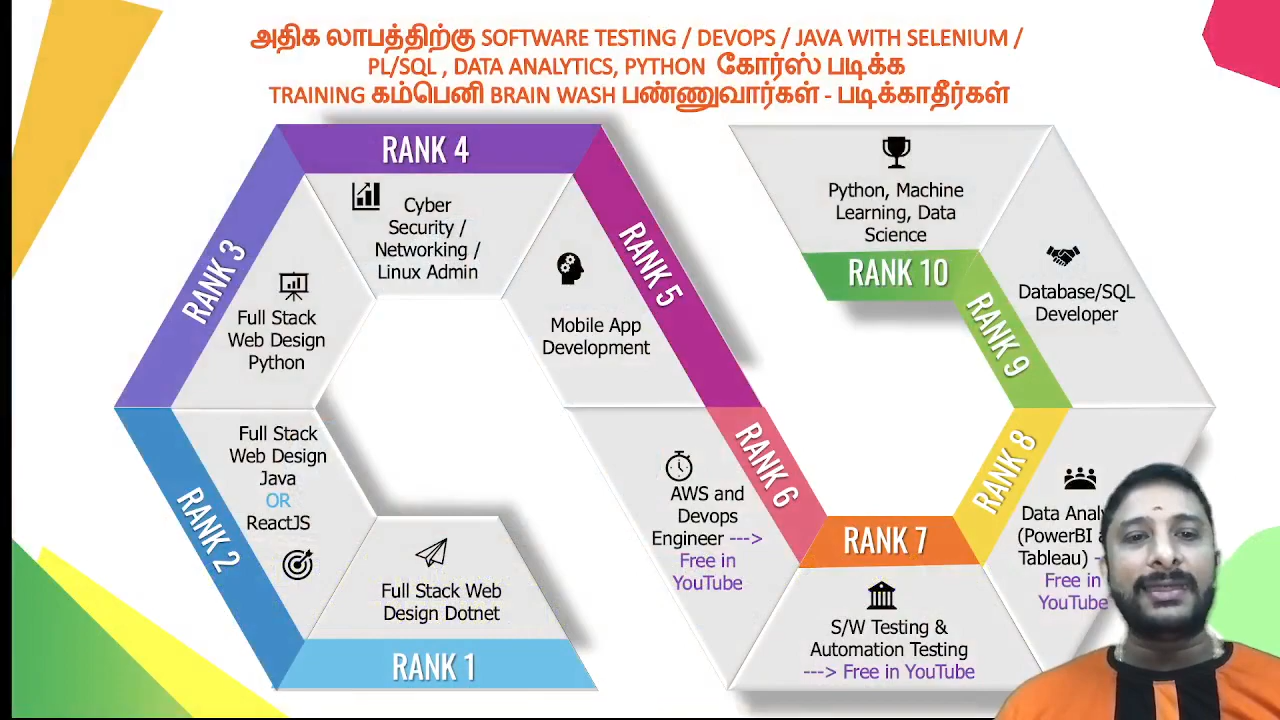 அதிக லாபத்திற்கு SOFTWARE TESTING / DEVOPS / JAVA WITH SELENIUM /
PL/SQL , DATA ANALYTICS, PYTHON கோர்ஸ் படிக்க
TRAINING கம்பெனி BRAIN WASH பண்ணுவார்கள் - படிக்காதீர்கள்
RANK 1
Full Stack Web
Design Dotnet
RANK 2
Full Stack
Web Design
Java
OR
ReactJS
RANK 3
Full Stack
Web Design
Python
RANK 4
Cyber
Security /
Networking /
Linux Admin
RANK 5
Mobile App
Development
RANK 6
AWS and
Devops
Engineer --->
Free in
YouTube
RANK 7
S/W Testing &
Automation Testing
---> Free in YouTube
RANK 8
Data
(PowerBI
Tableau)
Free in
YouTube
RANK 9
Database/SQL
Developer
RANK 10
Python, Machine
Learning, Data
Science